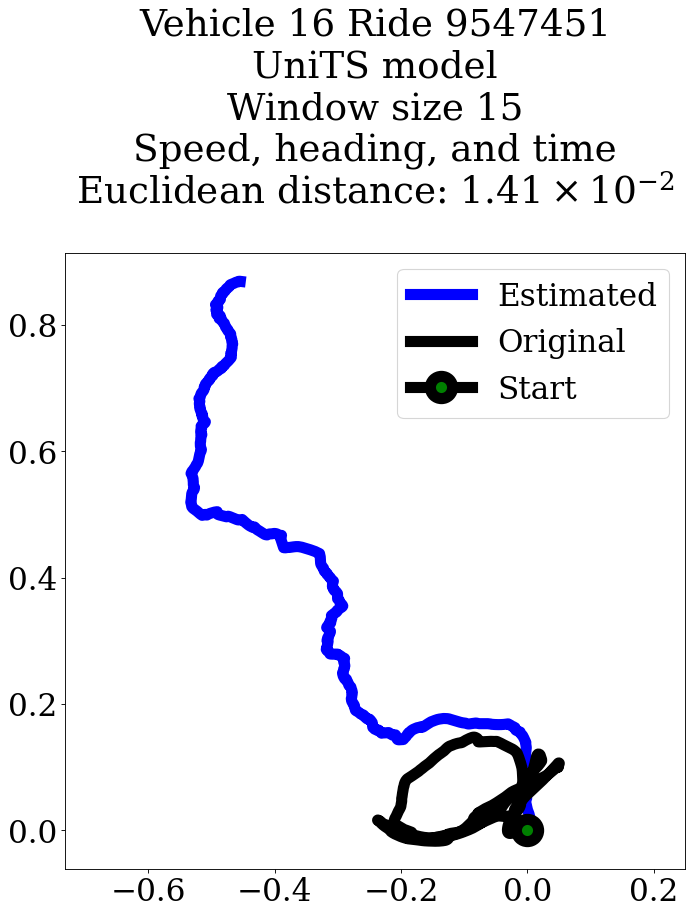 Vehicle 16 Ride 9547451
UniTS model
Window size 15
Speed, heading, and time
Euclidean distance: 1.41 × 10⁻²
Estimated
Original
Start
0.8
0.6
0.4
0.2
0.0
−0.6
−0.4
−0.2
0.0
0.2